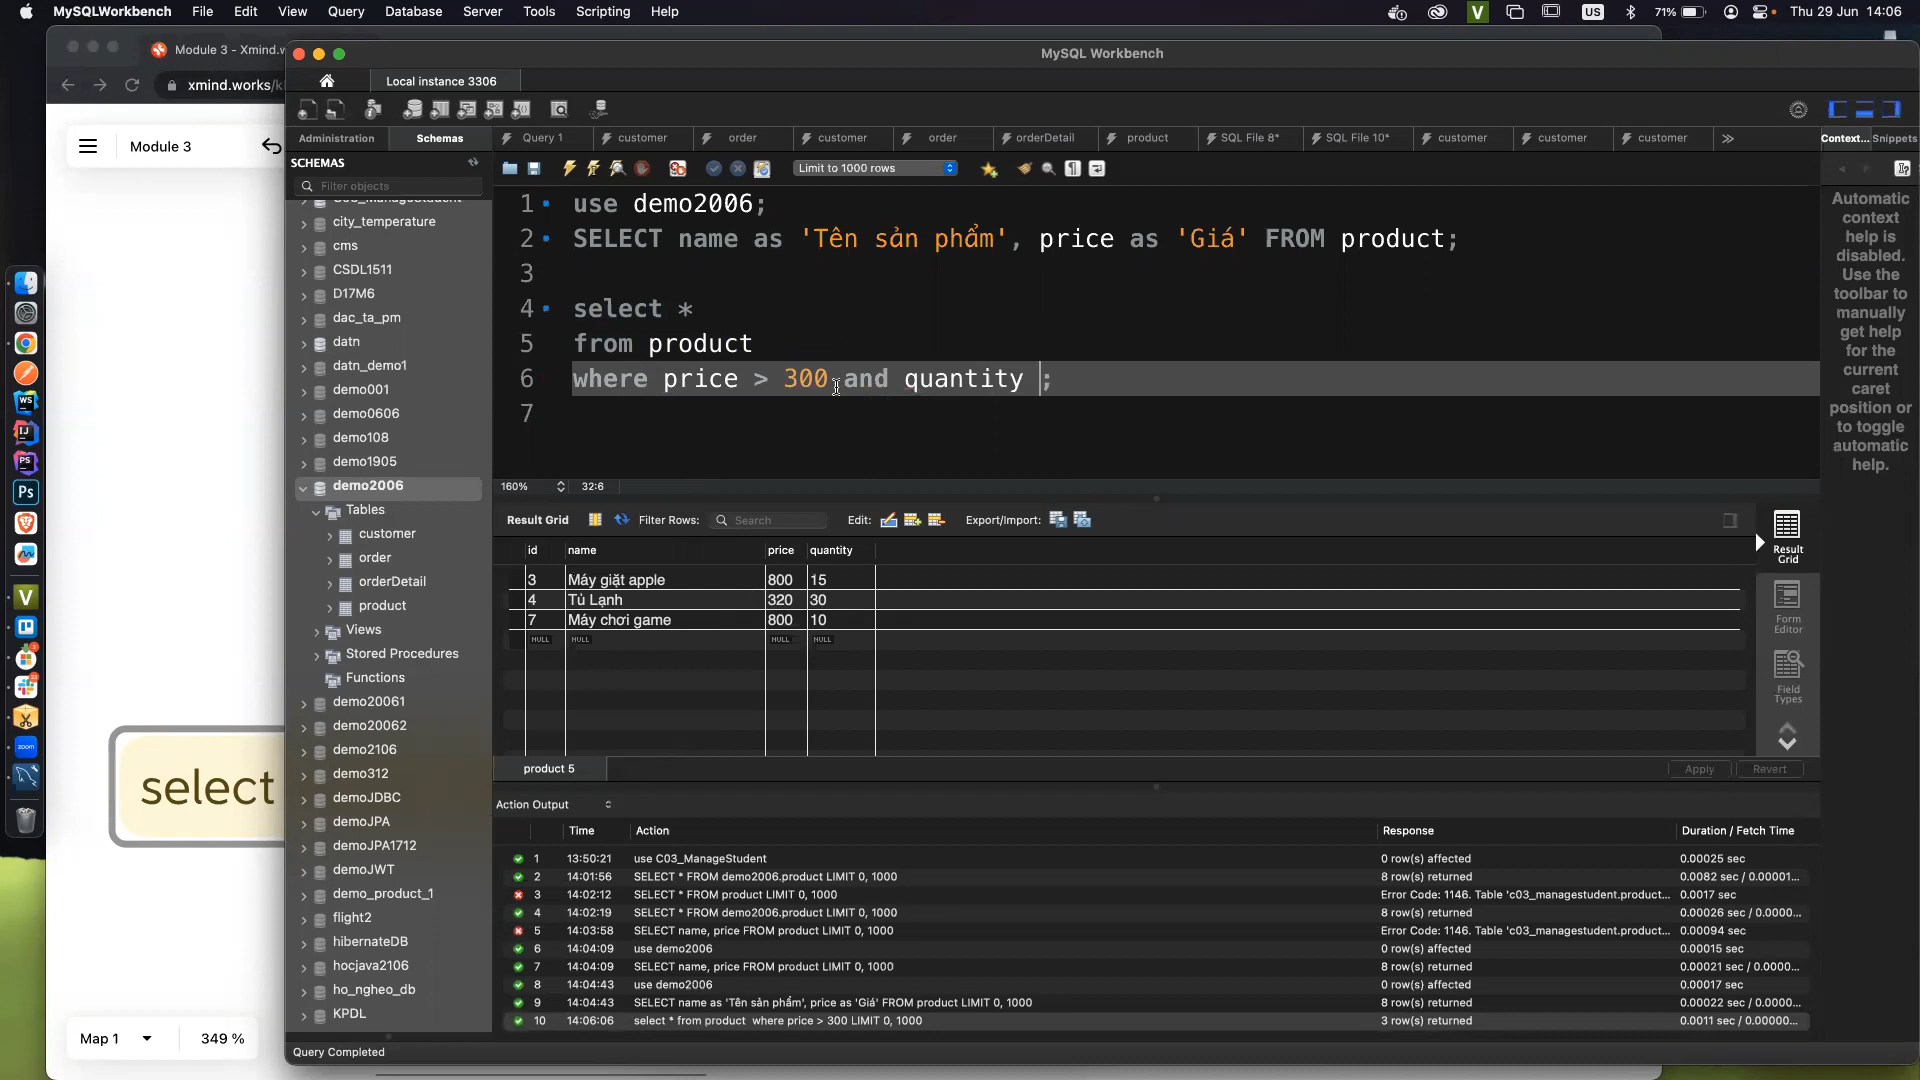 MySQLWorkbench File Edit View Query Database Server Tools Scripting Help
V US 71% Thu 29 Jun 14:06
Module 3 - Xmind.w
xmind.works/k
Module 3
select
Map 1 349 %
MySQL Workbench
Local instance 3306
Administration Schemas
Query 1 customer order customer order orderDetail product SQL File 8* SQL File 10* customer customer customer
Context... Snippets
SCHEMAS
Filter objects
Limit to 1000 rows
city_temperature
cms
CSDL1511
D17M6
dac_ta_pm
datn
datn_demo1
demo001
demo0606
demo108
demo1905
demo2006
Tables
customer
order
orderDetail
product
Views
Stored Procedures
Functions
demo20061
demo20062
demo2106
demo312
demoJDBC
demoJPA
demoJPA1712
demoJWT
demo_product_1
flight2
hibernateDB
hocjava2106
ho_ngheo_db
KPDL
1 use demo2006;
2 SELECT name as 'Tên sản phẩm', price as 'Giá' FROM product;
3
4 select *
5 from product
6 where price > 300 and quantity ;
7
Automatic
context
help is
disabled.
Use the
toolbar to
manually
get help
for the
current
caret
position or
to toggle
automatic
help.
160% 32:6
Result Grid Filter Rows: Search Edit: Export/Import:
id name price quantity
3 Máy giặt apple 800 15
4 Tủ Lạnh 320 30
7 Máy chơi game 800 10
NULL NULL NULL NULL
Result
Grid
Form
Editor
Field
Types
product 5 Apply Revert
Action Output
Time Action Response Duration / Fetch Time
1 13:50:21 use C03_ManageStudent 0 row(s) affected 0.00025 sec
2 14:01:56 SELECT * FROM demo2006.product LIMIT 0, 1000 8 row(s) returned 0.0082 sec / 0.00001...
3 14:02:12 SELECT * FROM product LIMIT 0, 1000 Error Code: 1146. Table 'c03_managestudent.product... 0.0017 sec
4 14:02:19 SELECT * FROM demo2006.product LIMIT 0, 1000 8 row(s) returned 0.00026 sec / 0.0000...
5 14:03:58 SELECT name, price FROM product LIMIT 0, 1000 Error Code: 1146. Table 'c03_managestudent.product... 0.00094 sec
6 14:04:09 use demo2006 0 row(s) affected 0.00015 sec
7 14:04:09 SELECT name, price FROM product LIMIT 0, 1000 8 row(s) returned 0.00021 sec / 0.0000...
8 14:04:43 use demo2006 0 row(s) affected 0.00017 sec
9 14:04:43 SELECT name as 'Tên sản phẩm', price as 'Giá' FROM product LIMIT 0, 1000 8 row(s) returned 0.00022 sec / 0.0000...
10 14:06:06 select * from product where price > 300 LIMIT 0, 1000 3 row(s) returned 0.0011 sec / 0.00000...
Query Completed